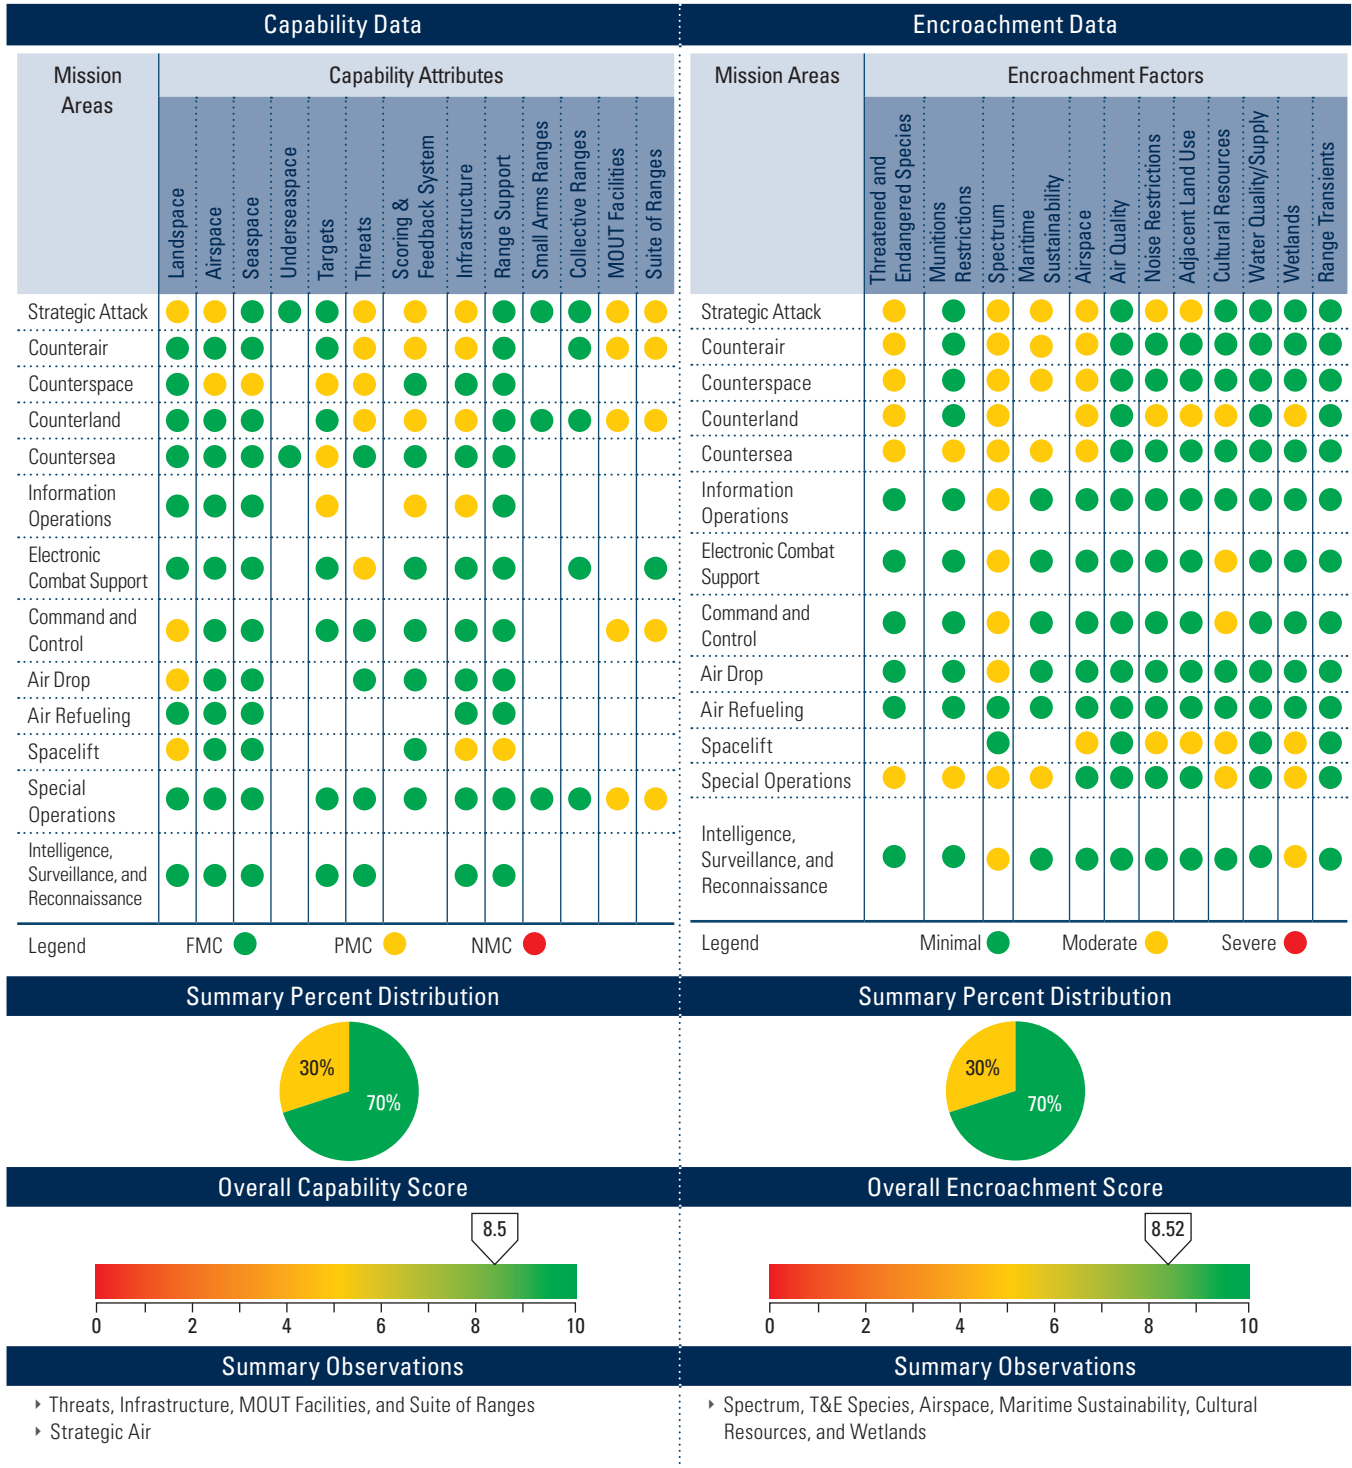 Capability Data
Mission
Areas
Capability Attributes
Landspace
Airspace
Seaspace
Underseaspace
Targets
Threats
Scoring &
Feedback System
Infrastructure
Range Support
Small Arms Ranges
Collective Ranges
MOUT Facilities
Suite of Ranges
Strategic Attack
Counterair
Counterspace
Counterland
Countersea
Information
Operations
Electronic
Combat Support
Command and
Control
Air Drop
Air Refueling
Spacelift
Special
Operations
Intelligence,
Surveillance, and
Reconnaissance
Legend
FMC
PMC
NMC
Summary Percent Distribution
30%
70%
Overall Capability Score
8.5
0 2 4 6 8 10
Summary Observations
‣ Threats, Infrastructure, MOUT Facilities, and Suite of Ranges
‣ Strategic Air
Encroachment Data
Mission Areas
Encroachment Factors
Threatened and
Endangered Species
Munitions
Restrictions
Spectrum
Maritime
Sustainability
Airspace
Air Quality
Noise Restrictions
Adjacent Land Use
Cultural Resources
Water Quality/Supply
Wetlands
Range Transients
Strategic Attack
Counterair
Counterspace
Counterland
Countersea
Information
Operations
Electronic Combat
Support
Command and
Control
Air Drop
Air Refueling
Spacelift
Special Operations
Intelligence,
Surveillance, and
Reconnaissance
Legend
Minimal
Moderate
Severe
Summary Percent Distribution
30%
70%
Overall Encroachment Score
8.52
0 2 4 6 8 10
Summary Observations
‣ Spectrum, T&E Species, Airspace, Maritime Sustainability, Cultural
Resources, and Wetlands